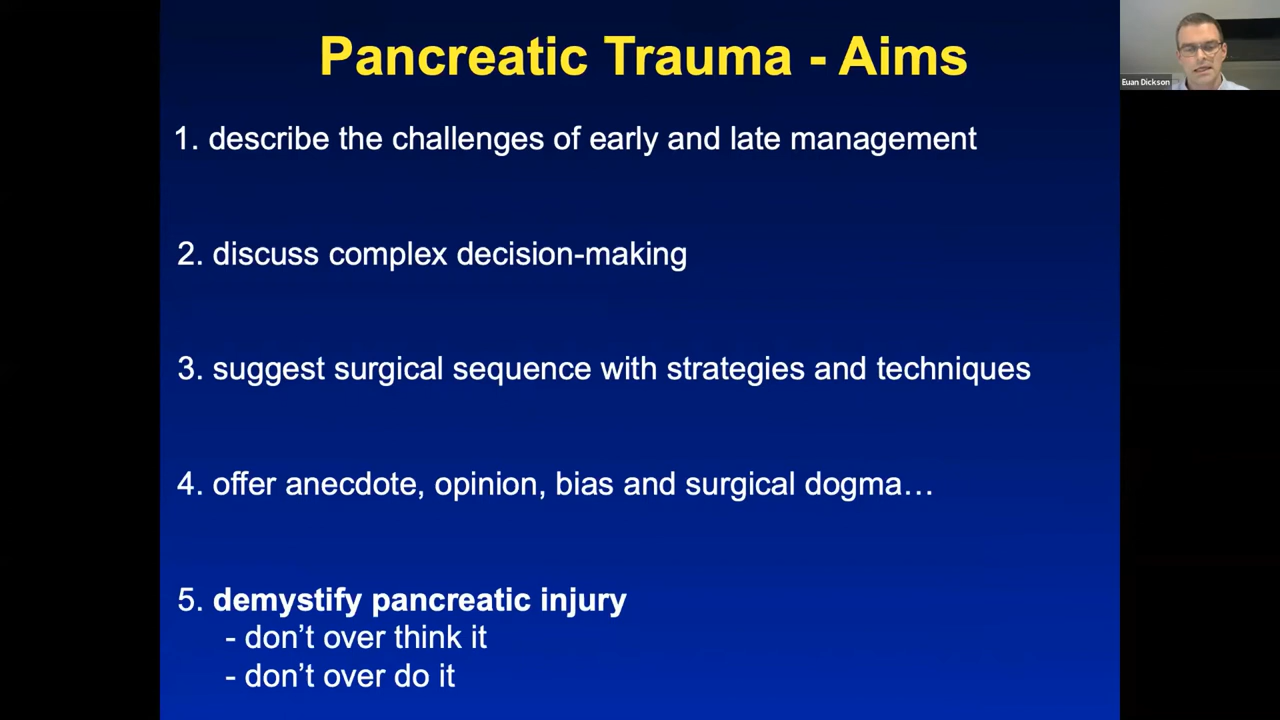 Pancreatic Trauma - Aims
Euan Dickson
1. describe the challenges of early and late management
2. discuss complex decision-making
3. suggest surgical sequence with strategies and techniques
4. offer anecdote, opinion, bias and surgical dogma…
5. demystify pancreatic injury
- don’t over think it
- don’t over do it